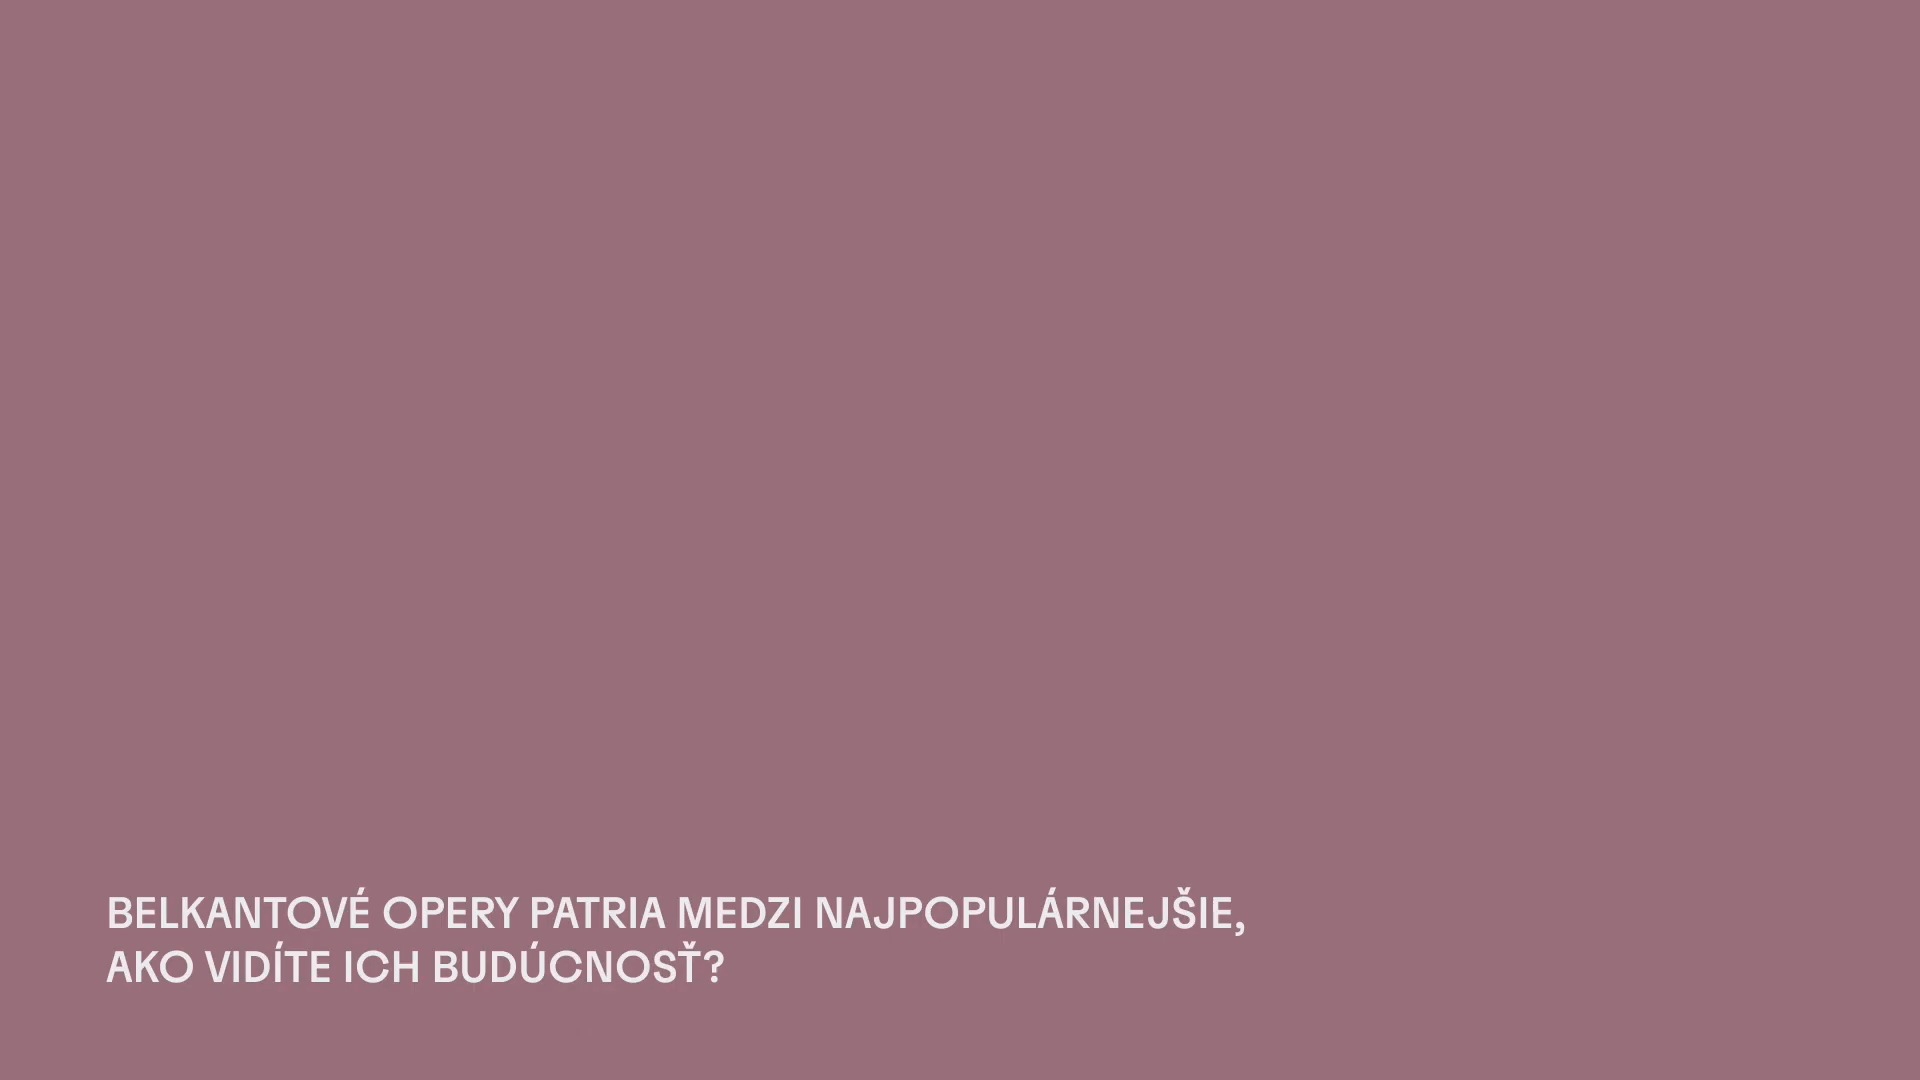 BELKANTOVÉ OPERY PATRIA MEDZI NAJPOPULÁRNEJŠIE,
AKO VIDÍTE ICH BUDÚCNOSŤ?